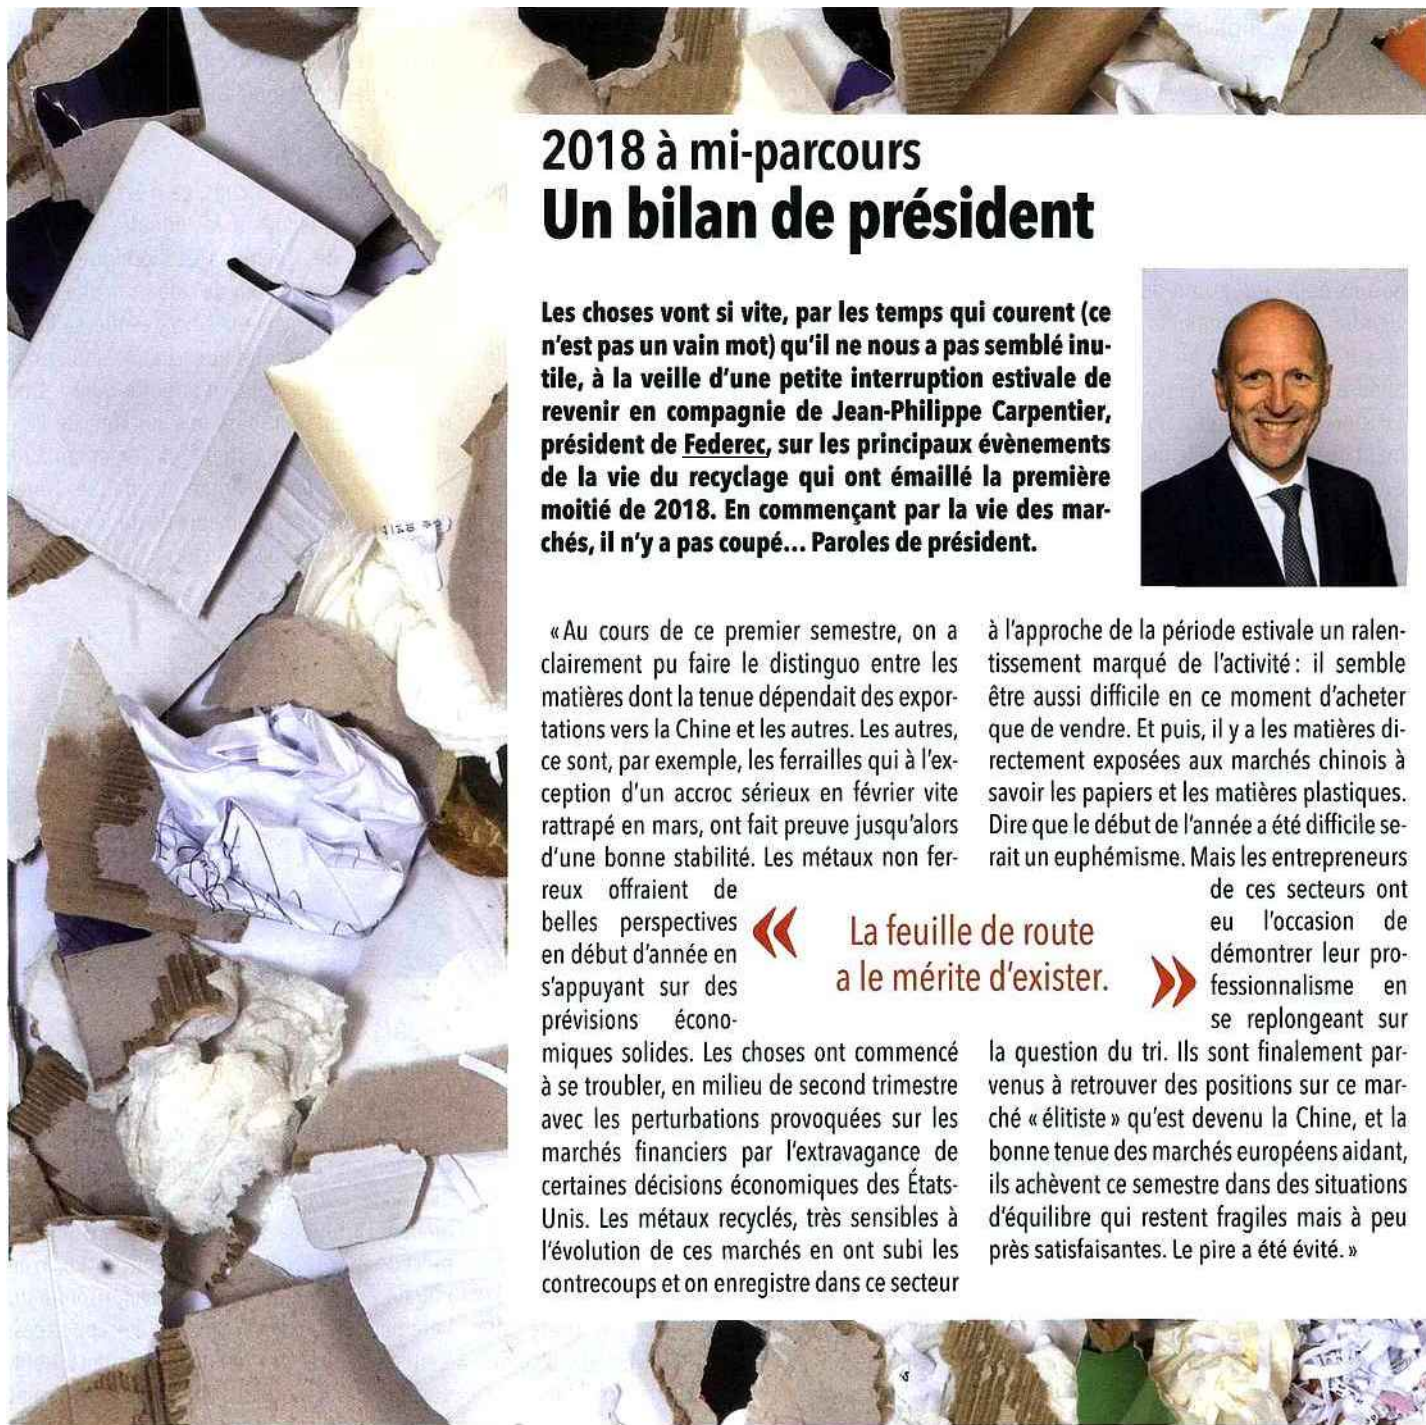 2018 à mi-parcours
Un bilan de président
Les choses vont si vite, par les temps qui courent (ce
n'est pas un vain mot) qu'il ne nous a pas semblé inu-
tile, à la veille d'une petite interruption estivale de
revenir en compagnie de Jean-Philippe Carpentier,
président de Federec, sur les principaux évènements
de la vie du recyclage qui ont émaillé la première
moitié de 2018. En commençant par la vie des mar-
chés, il n'y a pas coupé... Paroles de président.
«Au cours de ce premier semestre, on a
clairement pu faire le distinguo entre les
matières dont la tenue dépendait des expor-
tations vers la Chine et les autres. Les autres,
ce sont, par exemple, les ferrailles qui à l'ex-
ception d'un accroc sérieux en février vite
rattrapé en mars, ont fait preuve jusqu'alors
d'une bonne stabilité. Les métaux non fer-
reux offraient de
belles perspectives
en début d'année en
s'appuyant sur des
prévisions écono-
miques solides. Les choses ont commencé
à se troubler, en milieu de second trimestre
avec les perturbations provoquées sur les
marchés financiers par l'extravagance de
certaines décisions économiques des États-
Unis. Les métaux recyclés, très sensibles à
l'évolution de ces marchés en ont subi les
contrecoups et on enregistre dans ce secteur
« La feuille de route
a le mérite d'exister. »
à l'approche de la période estivale un ralen-
tissement marqué de l'activité : il semble
être aussi difficile en ce moment d'acheter
que de vendre. Et puis, il y a les matières di-
rectement exposées aux marchés chinois à
savoir les papiers et les matières plastiques.
Dire que le début de l'année a été difficile se-
rait un euphémisme. Mais les entrepreneurs
de ces secteurs ont
eu l'occasion de
démontrer leur pro-
fessionnalisme en
se replongeant sur
la question du tri. Ils sont finalement par-
venus à retrouver des positions sur ce mar-
ché «élitiste» qu'est devenu la Chine, et la
bonne tenue des marchés européens aidant,
ils achèvent ce semestre dans des situations
d'équilibre qui restent fragiles mais à peu
près satisfaisantes. Le pire a été évité.»